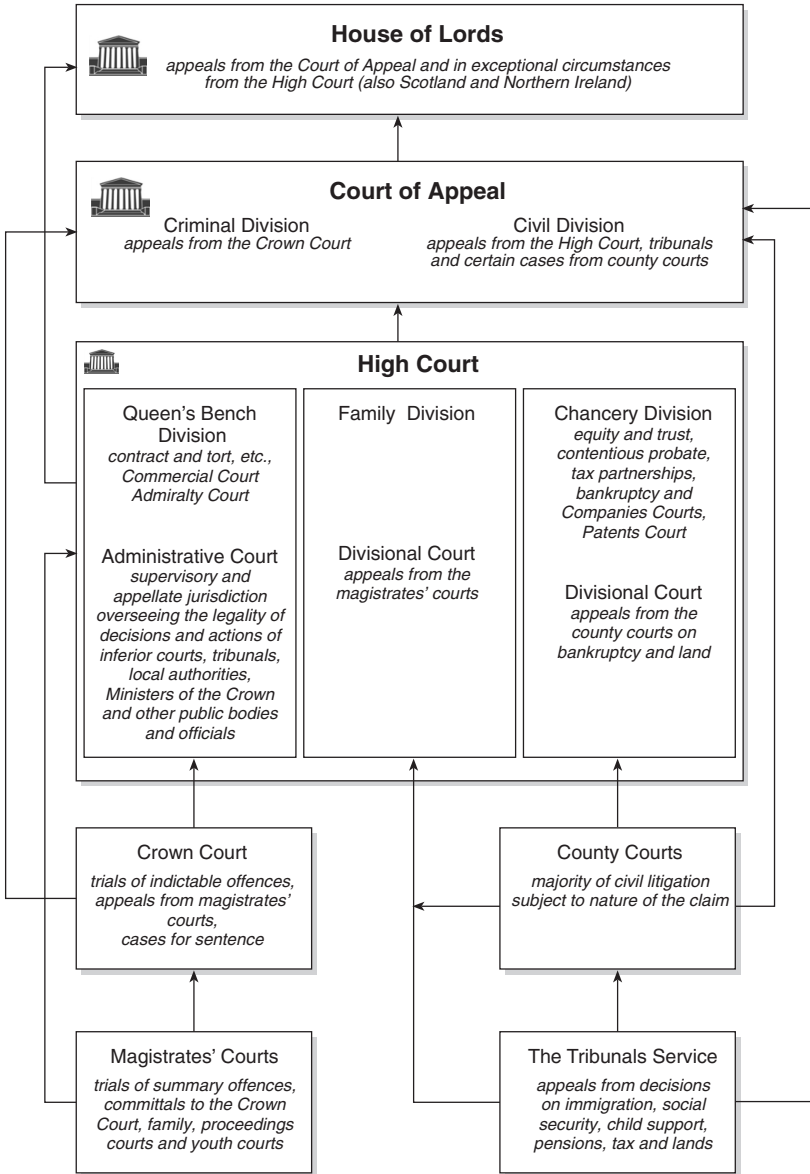 House of Lords
appeals from the Court of Appeal and in exceptional circumstances
from the High Court (also Scotland and Northern Ireland)
Court of Appeal
Criminal Division
appeals from the Crown Court
Civil Division
appeals from the High Court, tribunals
and certain cases from county courts
High Court
Queen's Bench
Division
contract and tort, etc.,
Commercial Court
Admiralty Court
Administrative Court
supervisory and
appellate jurisdiction
overseeing the legality of
decisions and actions of
inferior courts, tribunals,
local authorities,
Ministers of the Crown
and other public bodies
and officials
Family Division
Divisional Court
appeals from the
magistrates' courts
Chancery Division
equity and trust,
contentious probate,
tax partnerships,
bankruptcy and
Companies Courts,
Patents Court
Divisional Court
appeals from the
county courts on
bankruptcy and land
Crown Court
trials of indictable offences,
appeals from magistrates'
courts,
cases for sentence
County Courts
majority of civil litigation
subject to nature of the claim
Magistrates' Courts
trials of summary offences,
committals to the Crown
Court, family, proceedings
courts and youth courts
The Tribunals Service
appeals from decisions
on immigration, social
security, child support,
pensions, tax and lands